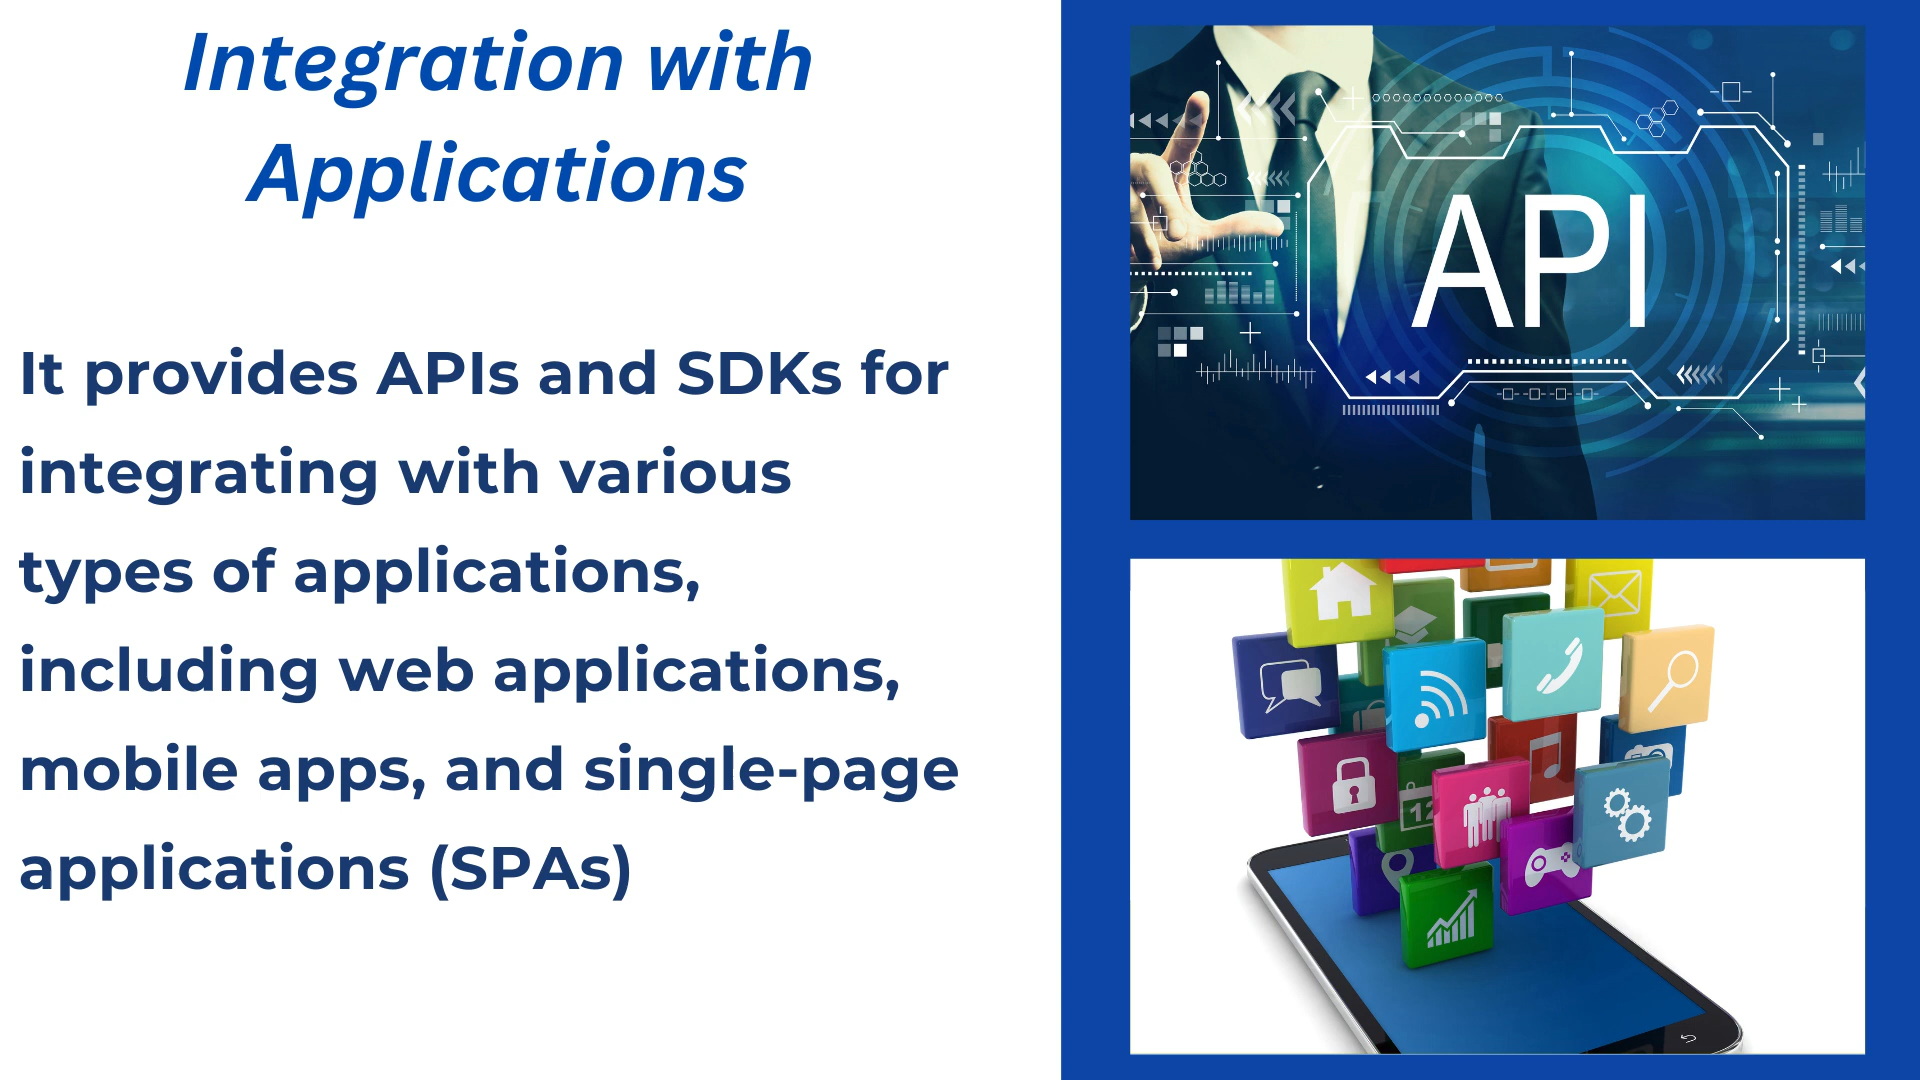 Integration with
Applications
It provides APIs and SDKs for
integrating with various
types of applications,
including web applications,
mobile apps, and single-page
applications (SPAs)
API
12